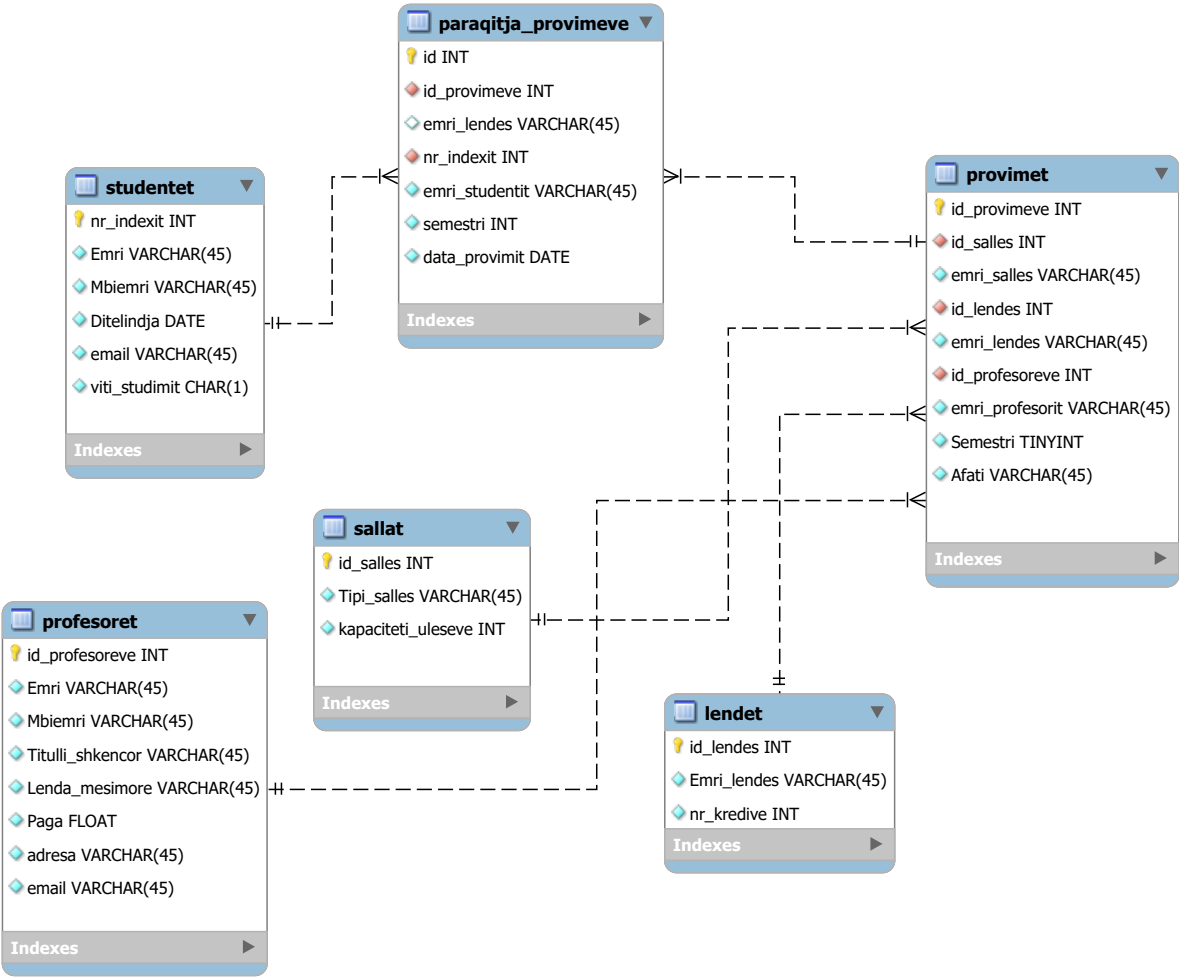 paraqitja_provimeve
id INT
id_provimeve INT
emri_lendes VARCHAR(45)
nr_indexit INT
emri_studentit VARCHAR(45)
semestri INT
data_provimit DATE
Indexes
studentet
nr_indexit INT
Emri VARCHAR(45)
Mbiemri VARCHAR(45)
Ditelindja DATE
email VARCHAR(45)
viti_studimit CHAR(1)
Indexes
provimet
id_provimeve INT
id_salles INT
emri_salles VARCHAR(45)
id_lendes INT
emri_lendes VARCHAR(45)
id_profesoreve INT
emri_profesorit VARCHAR(45)
Semestri TINYINT
Afati VARCHAR(45)
Indexes
sallat
id_salles INT
Tipi_salles VARCHAR(45)
kapaciteti_uleseve INT
Indexes
profesoret
id_profesoreve INT
Emri VARCHAR(45)
Mbiemri VARCHAR(45)
Titulli_shkencor VARCHAR(45)
Lenda_mesimore VARCHAR(45)
Paga FLOAT
adresa VARCHAR(45)
email VARCHAR(45)
Indexes
lendet
id_lendes INT
Emri_lendes VARCHAR(45)
nr_kredive INT
Indexes